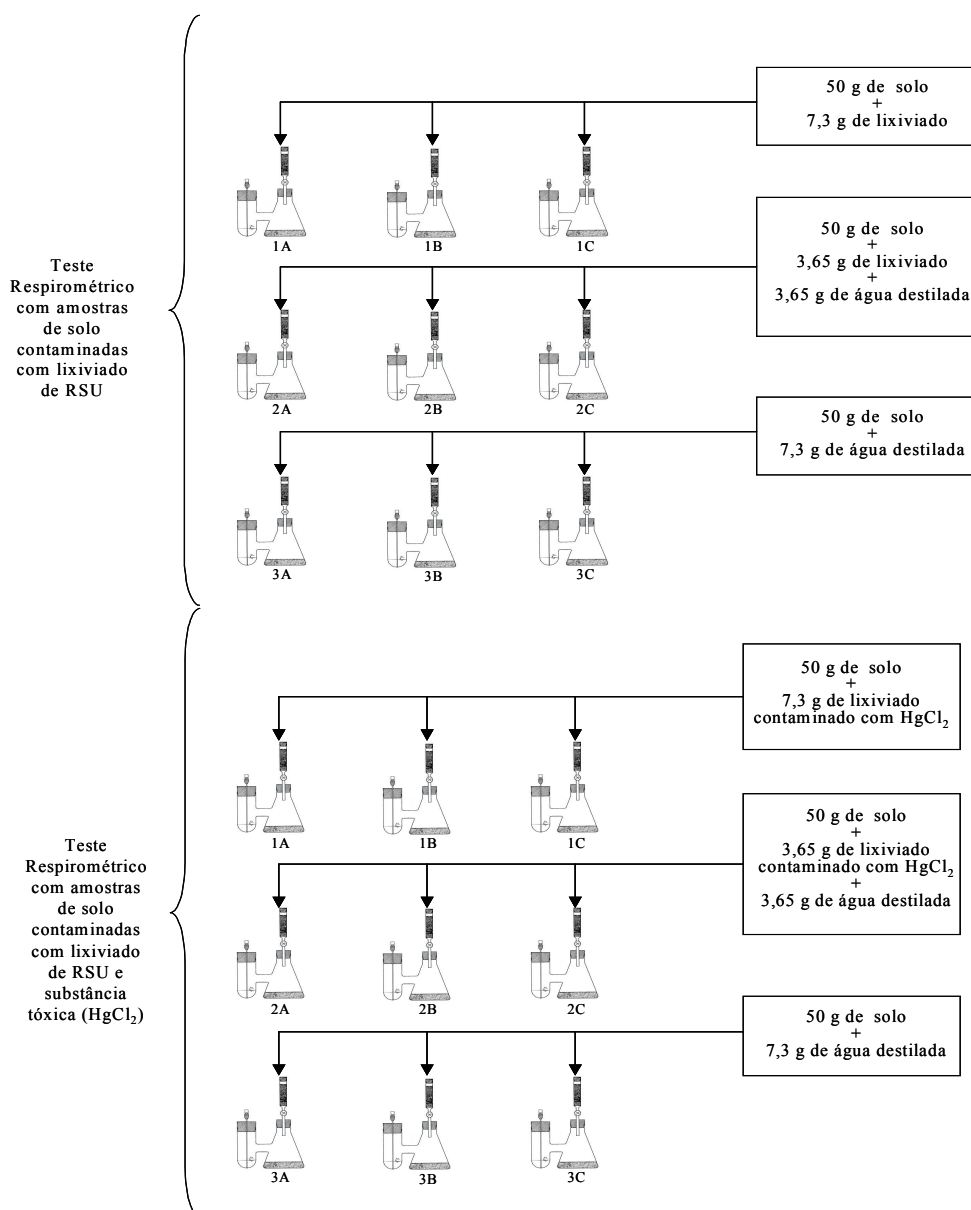 Teste
Respirométrico
com amostras
de solo
contaminadas
com lixiviado
de RSU
50 g de solo
+
7,3 g de lixiviado
1A
1B
1C
50 g de solo
+
3,65 g de lixiviado
+
3,65 g de água destilada
2A
2B
2C
50 g de solo
+
7,3 g de água destilada
3A
3B
3C
Teste
Respirométrico
com amostras
de solo
contaminadas
com lixiviado
de RSU e
substância
tóxica (HgCl₂)
50 g de solo
+
7,3 g de lixiviado
contaminado com HgCl₂
1A
1B
1C
50 g de solo
+
3,65 g de lixiviado
contaminado com HgCl₂
+
3,65 g de água destilada
2A
2B
2C
50 g de solo
+
7,3 g de água destilada
3A
3B
3C